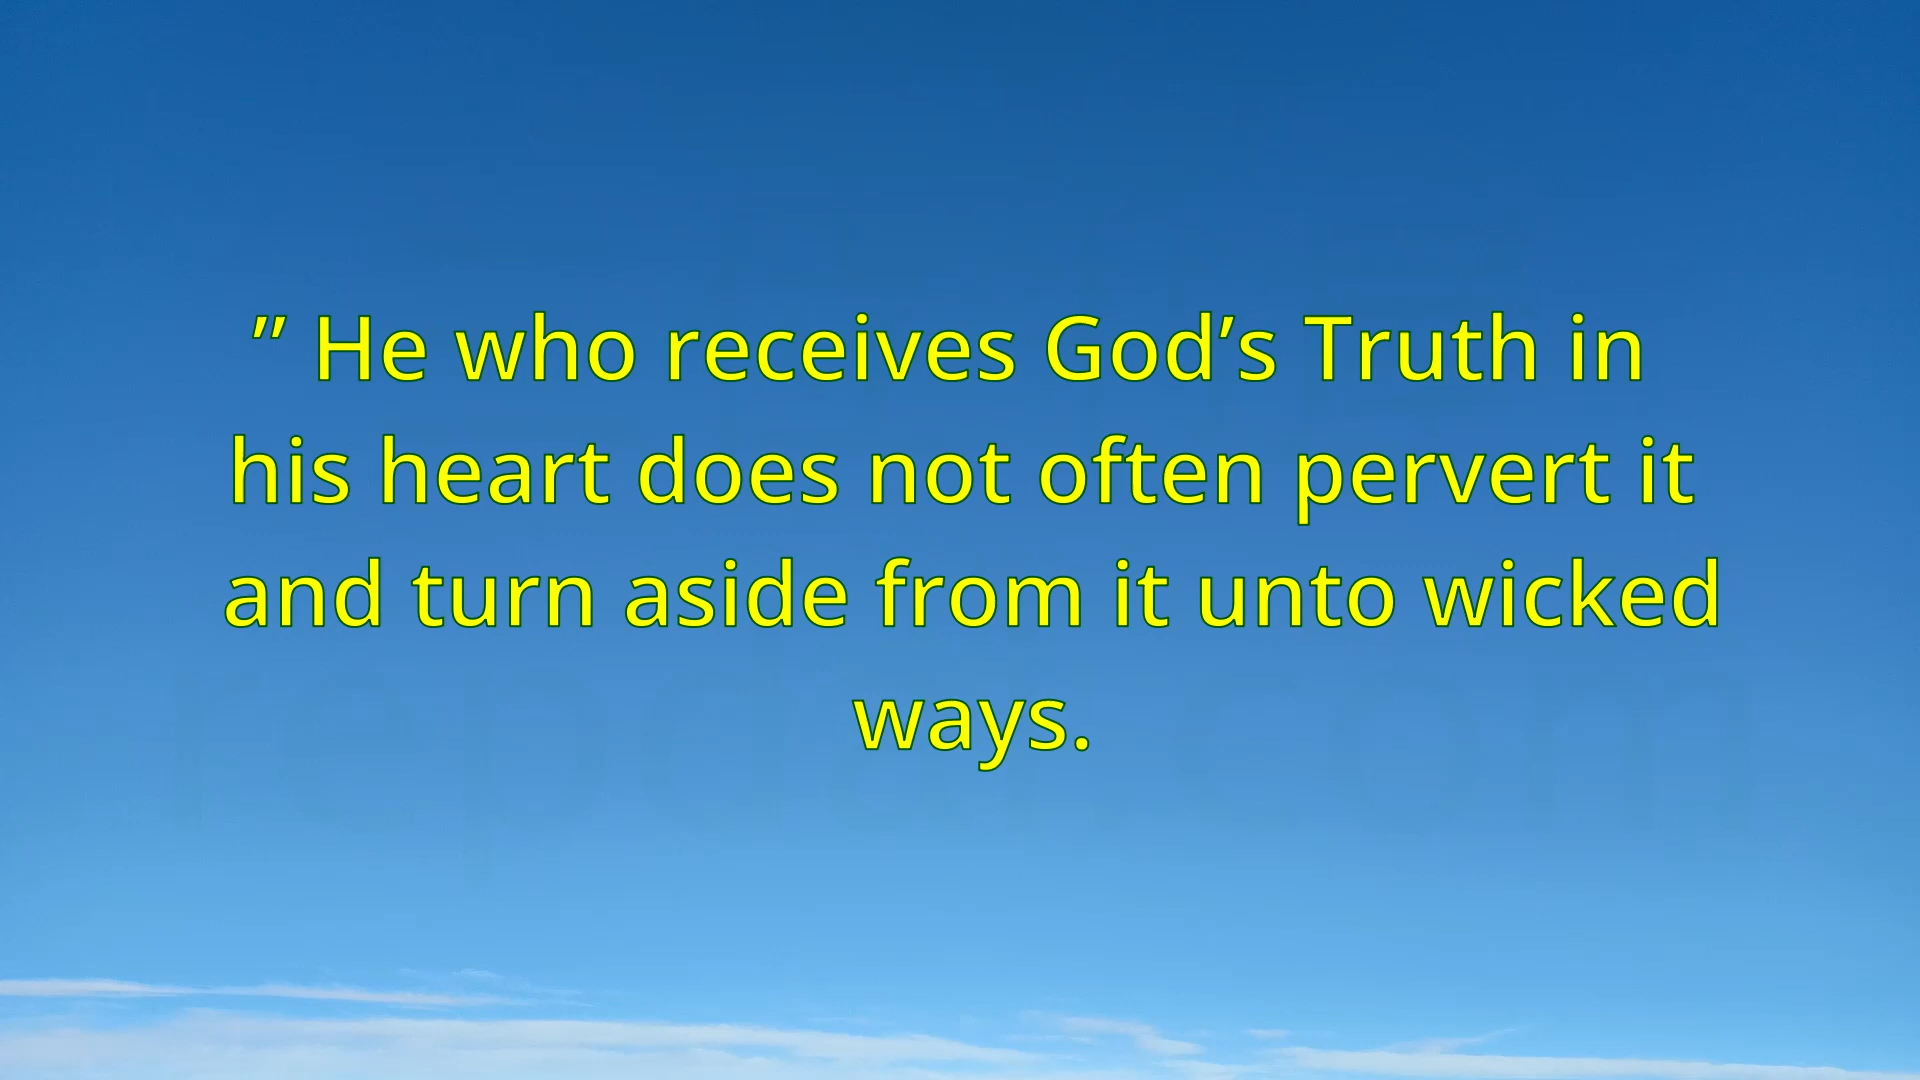 ” He who receives God’s Truth in
his heart does not often pervert it
and turn aside from it unto wicked
ways.